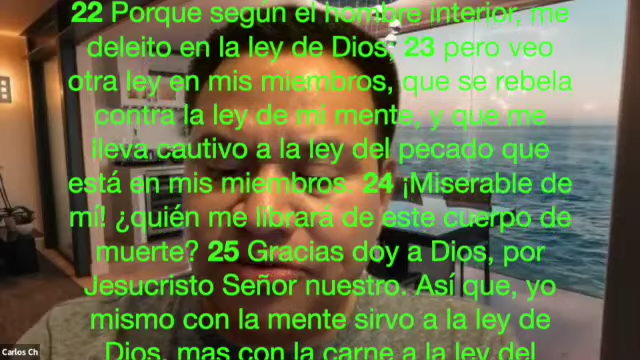 22 Porque según el hombre interior, me
deleito en la ley de Dios; 23 pero veo
otra ley en mis miembros, que se rebela
contra la ley de mi mente, y que me
lleva cautivo a la ley del pecado que
está en mis miembros. 24 ¡Miserable de
mí! ¿quién me librará de este cuerpo de
muerte? 25 Gracias doy a Dios, por
Jesucristo Señor nuestro. Así que, yo
mismo con la mente sirvo a la ley de
Dios, mas con la carne a la ley del
Carlos Ch